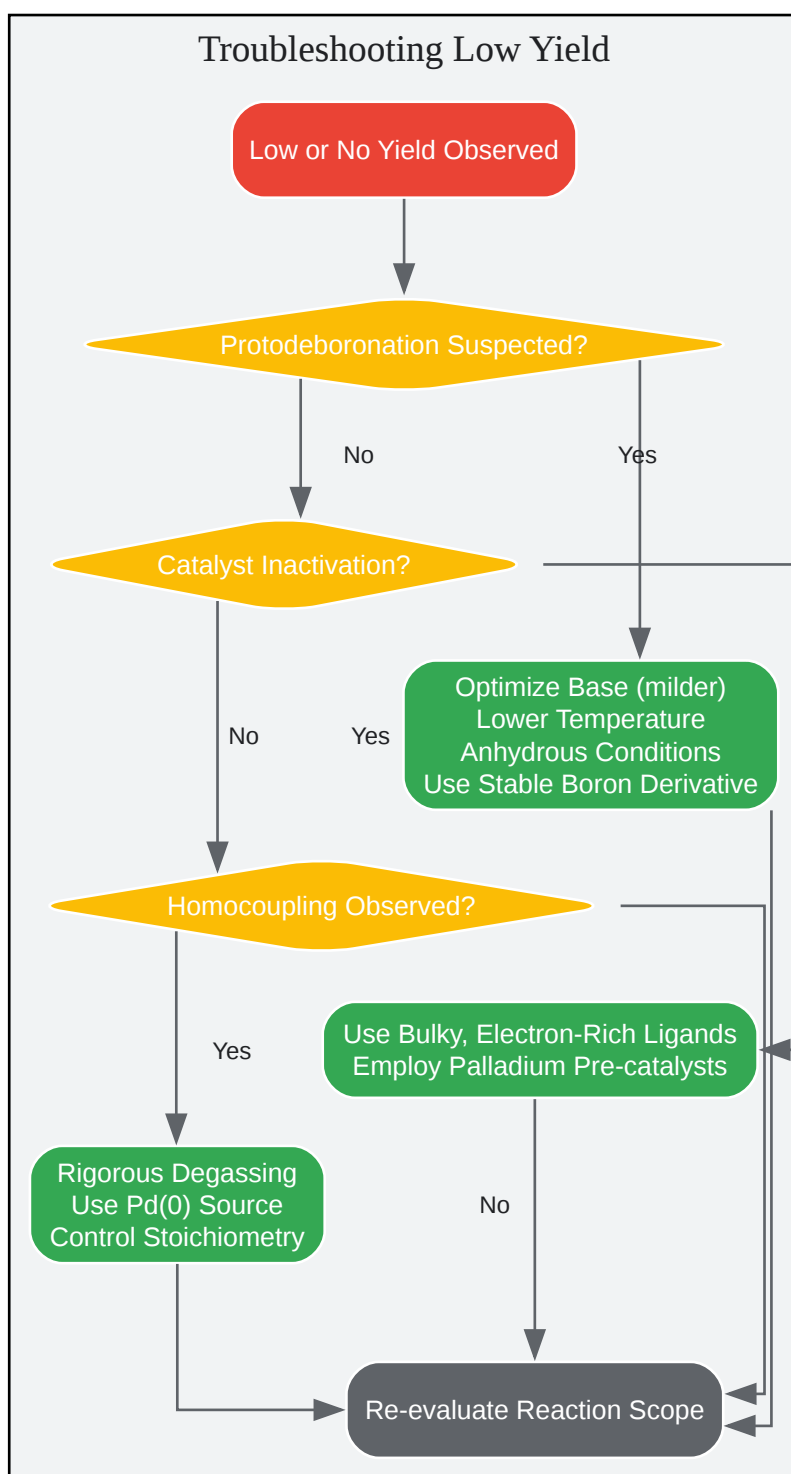 Troubleshooting Low Yield
Low or No Yield Observed
Protodeboronation Suspected?
No
Yes
Catalyst Inactivation?
Optimize Base (milder)
Lower Temperature
Anhydrous Conditions
Use Stable Boron Derivative
No
Yes
Homocoupling Observed?
Use Bulky, Electron-Rich Ligands
Employ Palladium Pre-catalysts
Yes
Rigorous Degassing
Use Pd(0) Source
Control Stoichiometry
No
Re-evaluate Reaction Scope